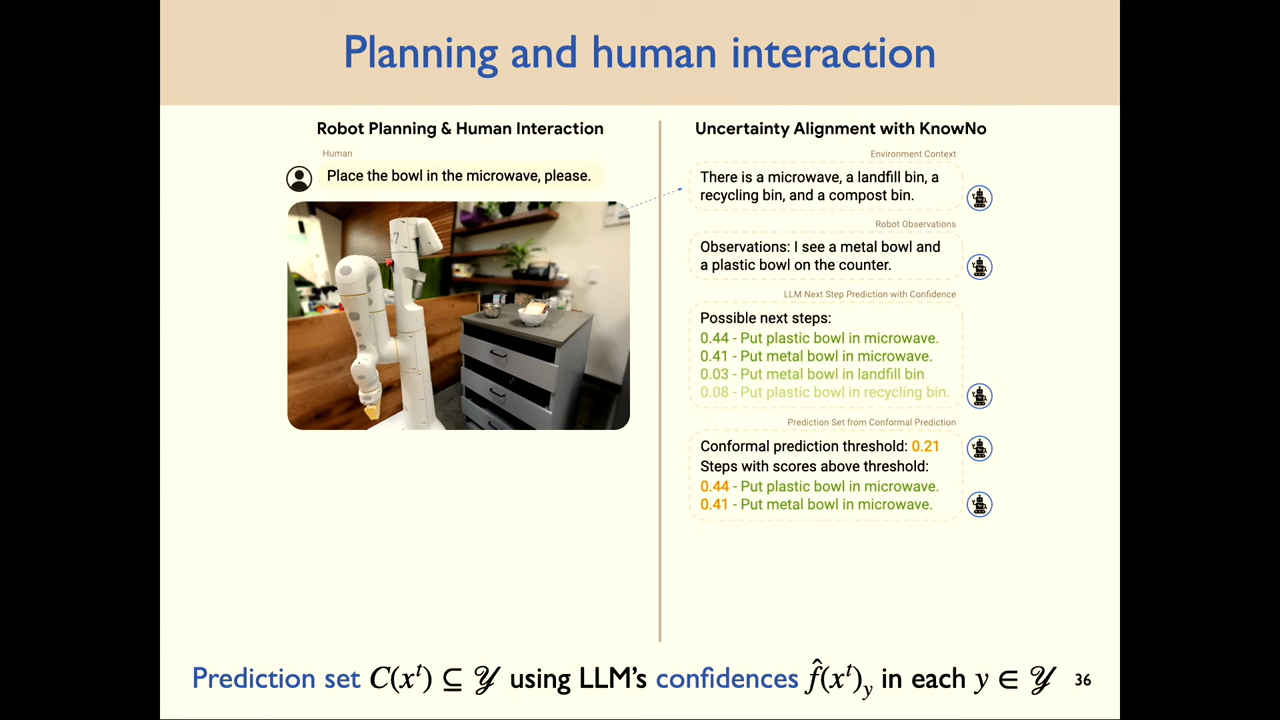 Planning and human interaction
Robot Planning & Human Interaction
Human
Place the bowl in the microwave, please.
Uncertainty Alignment with KnowNo
Environment Context
There is a microwave, a landfill bin, a
recycling bin, and a compost bin.
Robot Observations
Observations: I see a metal bowl and
a plastic bowl on the counter.
LLM Next Step Prediction with Confidence
Possible next steps:
0.44 - Put plastic bowl in microwave.
0.41 - Put metal bowl in microwave.
0.03 - Put metal bowl in landfill bin
0.08 - Put plastic bowl in recycling bin.
Prediction Set from Conformal Prediction
Conformal prediction threshold: 0.21
Steps with scores above threshold:
0.44 - Put plastic bowl in microwave.
0.41 - Put metal bowl in microwave.
Prediction set C(xᵗ) ⊆ 𝒴 using LLM's confidences f̂(xᵗ)_y in each y ∈ 𝒴
36